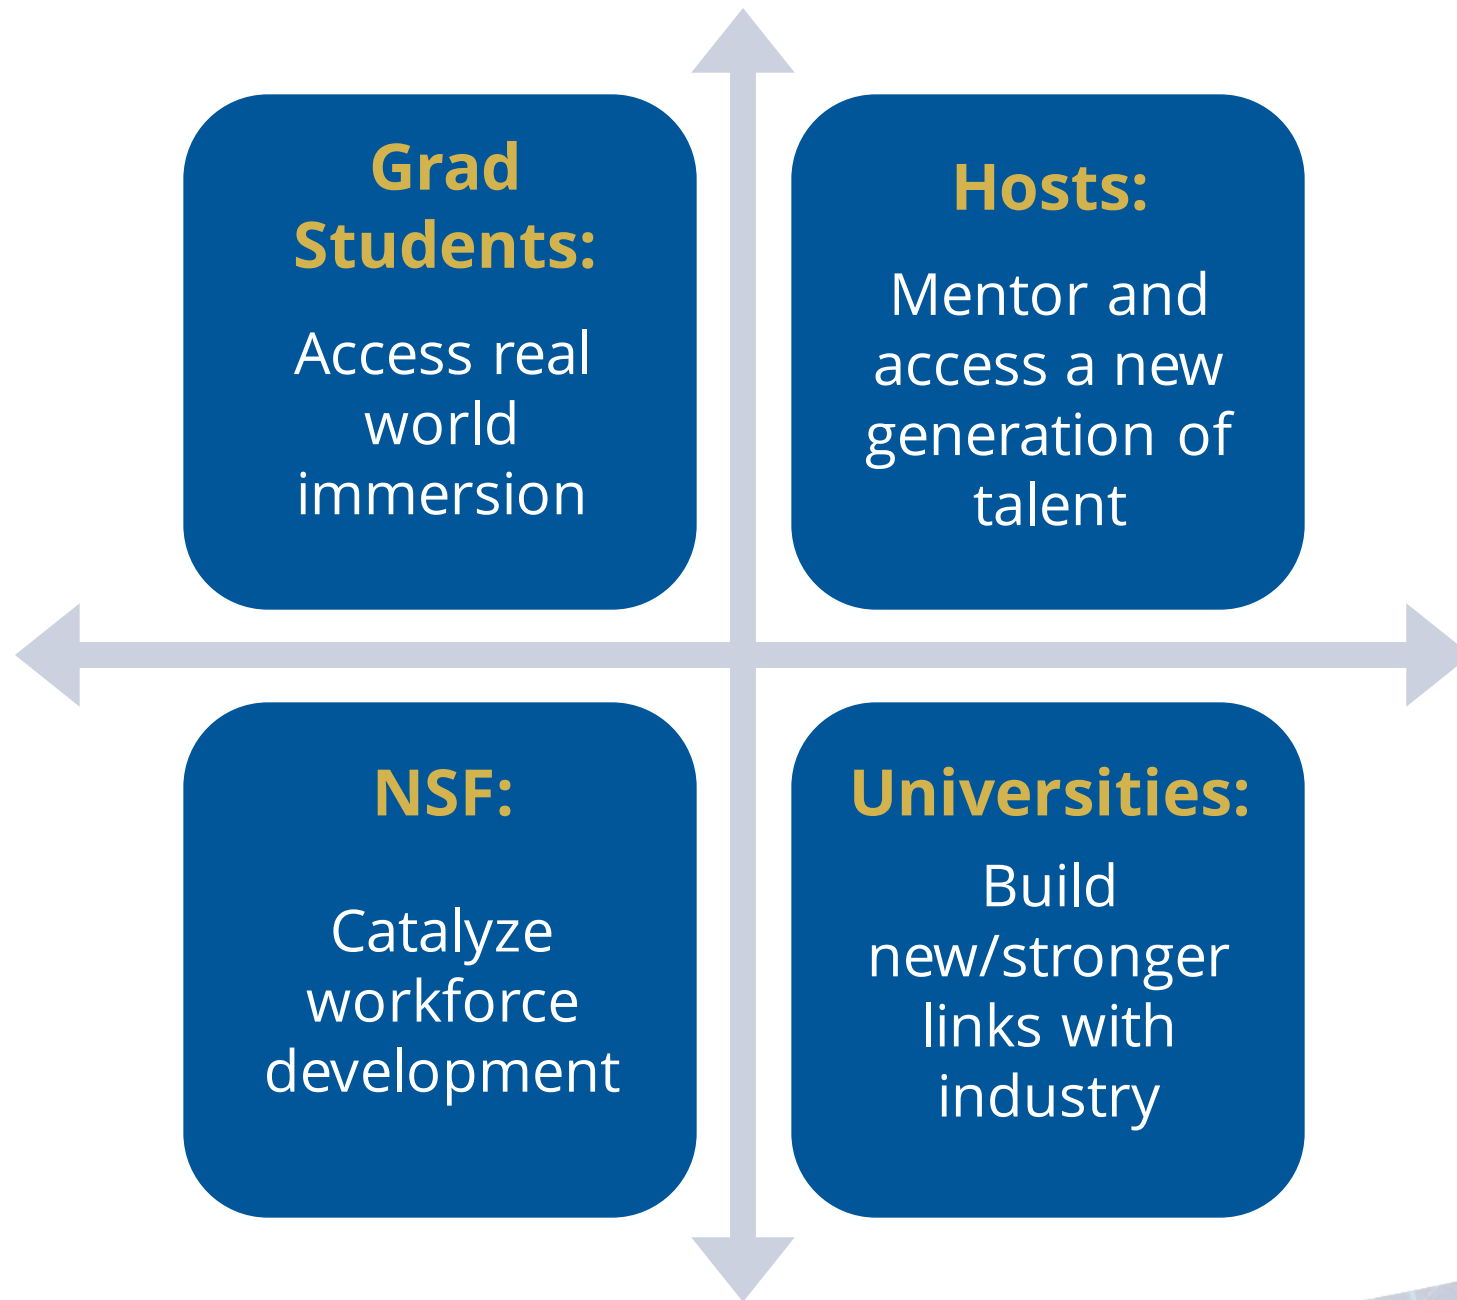 Grad
Students:
Access real
world
immersion
Hosts:
Mentor and
access a new
generation of
talent
NSF:
Catalyze
workforce
development
Universities:
Build
new/stronger
links with
industry